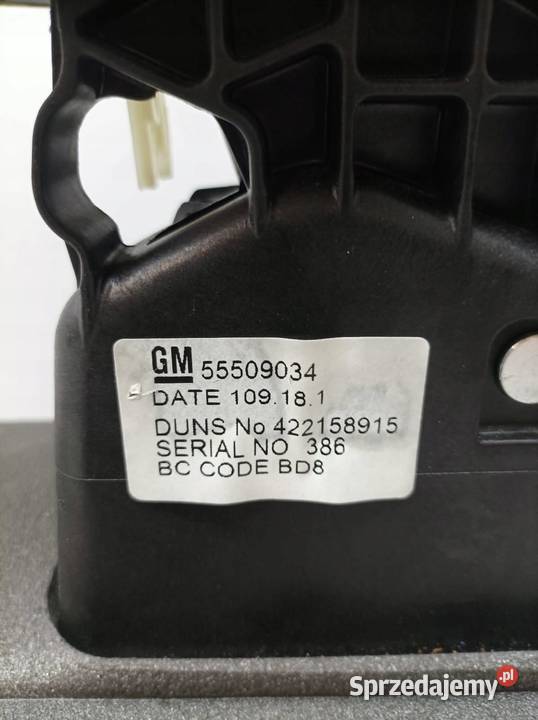 GM 55509034
DATE 109.18.1
DUNS No 422158915
SERIAL NO 386
BC CODE BD8
Sprzedajemy.pl